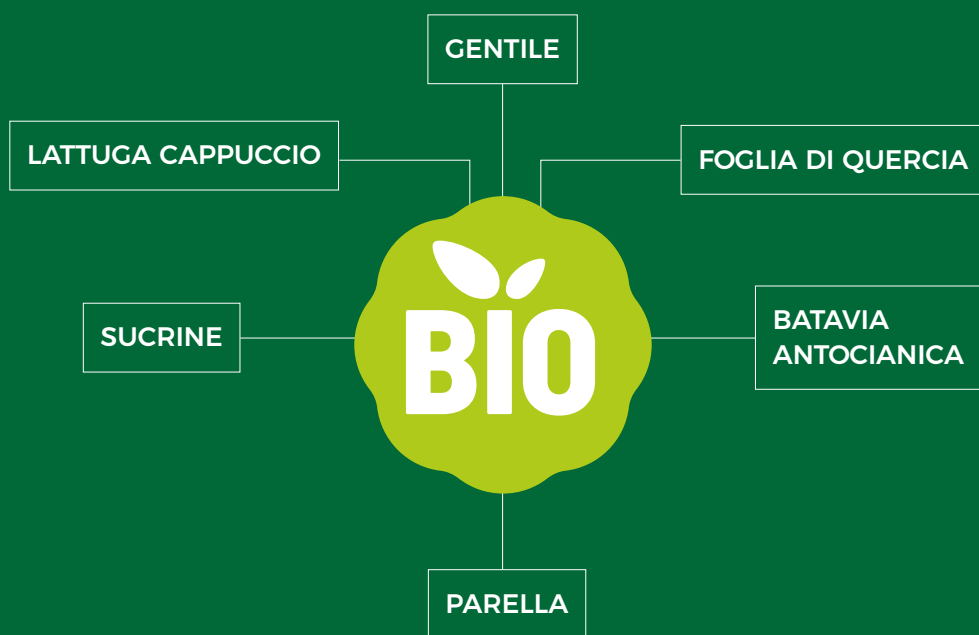 GENTILE
LATTUGA CAPPUCCIO
FOGLIA DI QUERCIA
SUCRINE
BIO
BATAVIA
ANTOCIANICA
PARELLA